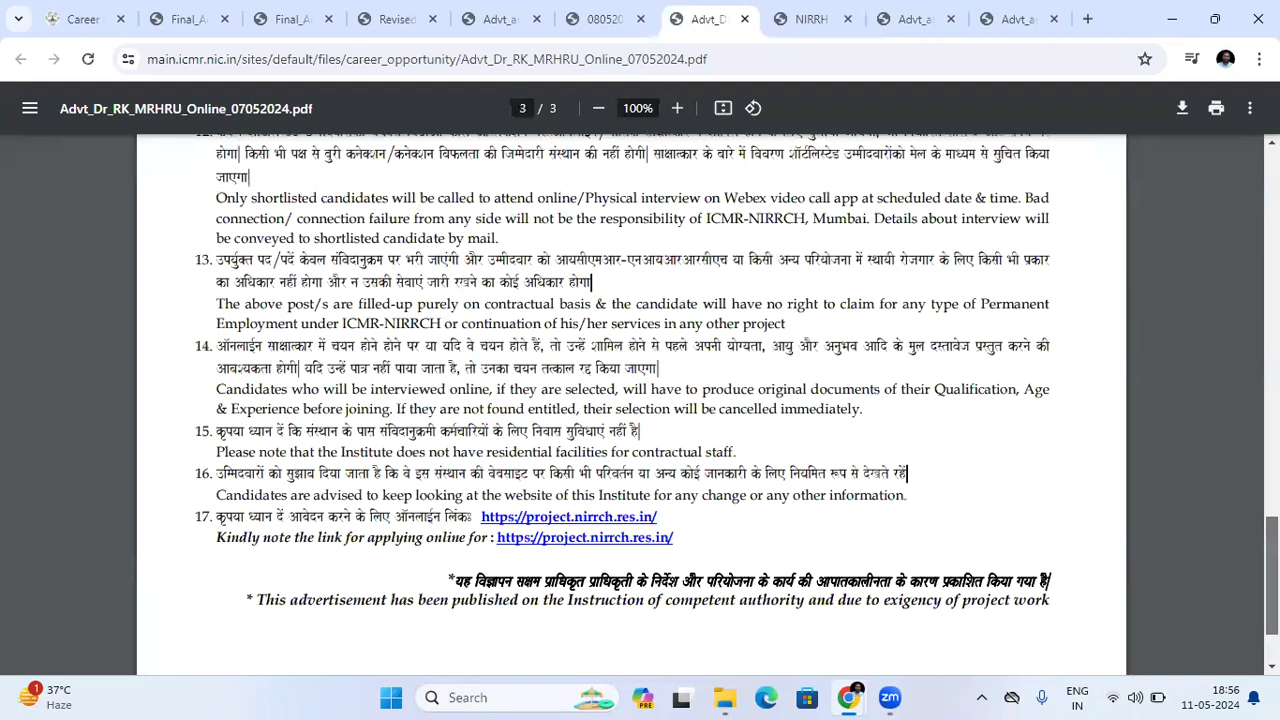 Career
Final_A
Final_A
Revised
Advt_a
080520
Advt_D
NIRRH
Advt_a
Advt_a
main.icmr.nic.in/sites/default/files/career_opportunity/Advt_Dr_RK_MRHRU_Online_07052024.pdf
Advt_Dr_RK_MRHRU_Online_07052024.pdf
3 / 3
100%
होगा| किसी भी पक्ष से बुरी कनेक्शन/कनेक्शन विफलता की जिम्मेदारी संस्थान की नहीं होगी| साक्षात्कार के बारे में विवरण शॉर्टलिस्टेड उम्मीदवारोंको मेल के माध्यम से सुचित किया
जाएगा|
Only shortlisted candidates will be called to attend online/Physical interview on Webex video call app at scheduled date & time. Bad
connection/ connection failure from any side will not be the responsibility of ICMR-NIRRCH, Mumbai. Details about interview will
be conveyed to shortlisted candidate by mail.
13. उपर्युक्त पद/पदें केवल संविदानुक्रम पर भरी जाएंगी और उम्मीदवार को आयसीएमआर-एनआयआरआरसीएच या किसी अन्य परियोजना में स्थायी रोजगार के लिए किसी भी प्रकार
का अधिकार नहीं होगा और न उसकी सेवाएं जारी रखने का कोई अधिकार होगा|
The above post/s are filled-up purely on contractual basis & the candidate will have no right to claim for any type of Permanent
Employment under ICMR-NIRRCH or continuation of his/her services in any other project
14. ऑनलाईन साक्षात्कार में चयन होने होने पर या यदि वे चयन होते हैं, तो उन्हें शामिल होने से पहले अपनी योग्यता, आयु और अनुभव आदि के मुल दस्तावेज प्रस्तुत करने की
आवश्यकता होगी| यदि उन्हें पात्र नहीं पाया जाता है, तो उनका चयन तत्काल रद्द किया जाएगा|
Candidates who will be interviewed online, if they are selected, will have to produce original documents of their Qualification, Age
& Experience before joining. If they are not found entitled, their selection will be cancelled immediately.
15. कृपया ध्यान दें कि संस्थान के पास संविदानुक्रमी कर्मचारियों के लिए निवास सुविधाएं नहीं है|
Please note that the Institute does not have residential facilities for contractual staff.
16. उम्मिदवारों को सुझाव दिया जाता है कि वे इस संस्थान की वेवसाइट पर किसी भी परिवर्तन या अन्य कोई जानकारी के लिए नियमित रूप से देखते रहें|
Candidates are advised to keep looking at the website of this Institute for any change or any other information.
17. कृपया ध्यान दें आवेदन करने के लिए ऑनलाईन लिंकः https://project.nirrch.res.in/
Kindly note the link for applying online for : https://project.nirrch.res.in/
*यह विज्ञापन सक्षम प्राधिकृत प्राधिकृती के निर्देश और परियोजना के कार्य की आपातकालीनता के कारण प्रकाशित किया गया है|
* This advertisement has been published on the Instruction of competent authority and due to exigency of project work
1
37°C
Haze
Search
PRE
zm
ENG
IN
18:56
11-05-2024